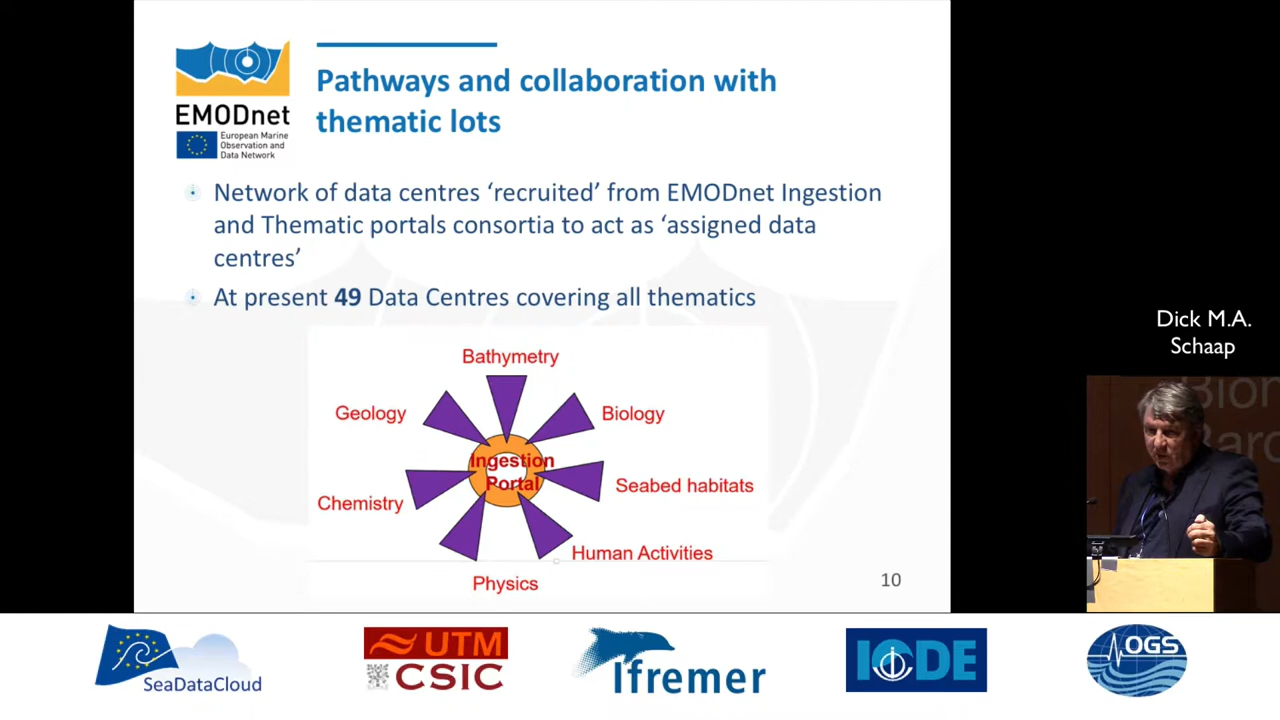 EMODnet
European Marine
Observation and
Data Network
Pathways and collaboration with
thematic lots
Network of data centres ‘recruited’ from EMODnet Ingestion
and Thematic portals consortia to act as ‘assigned data
centres’
At present 49 Data Centres covering all thematics
Bathymetry
Geology
Biology
Ingestion
Portal
Seabed habitats
Chemistry
Human Activities
Physics
10
Dick M.A.
Schaap
SeaDataCloud
UTM
CSIC
Ifremer
IODE
OGS